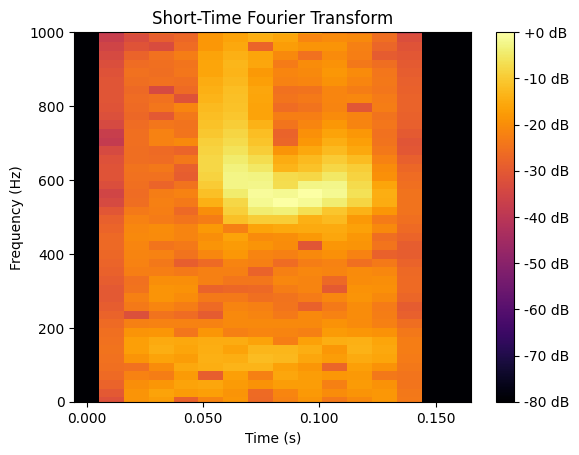 Short-Time Fourier Transform
1000
800
600
400
200
0
Frequency (Hz)
0.000
0.050
0.100
0.150
Time (s)
+0 dB
-10 dB
-20 dB
-30 dB
-40 dB
-50 dB
-60 dB
-70 dB
-80 dB